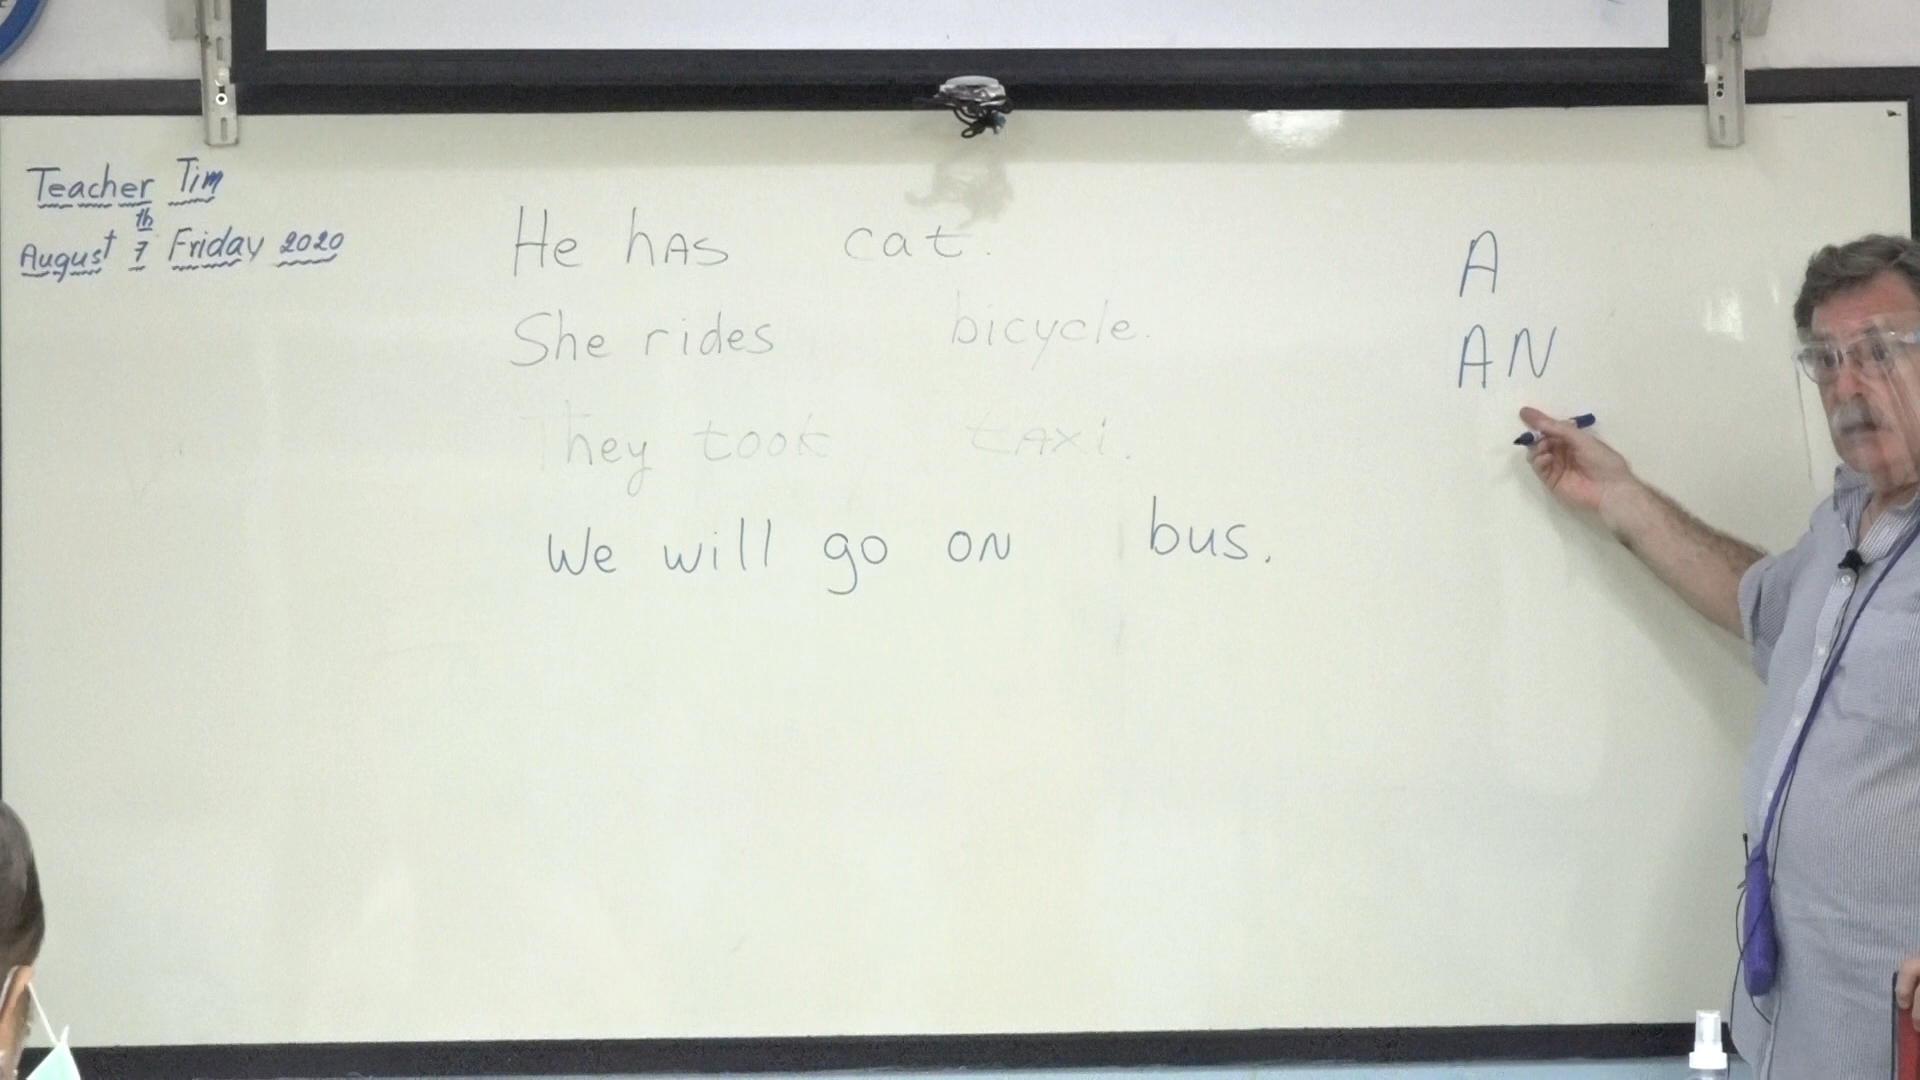 Teacher Tim
August 7th Friday 2020
He hAS cat.
She rides bicycle.
They took tAxi.
We will go ON bus.
A
AN